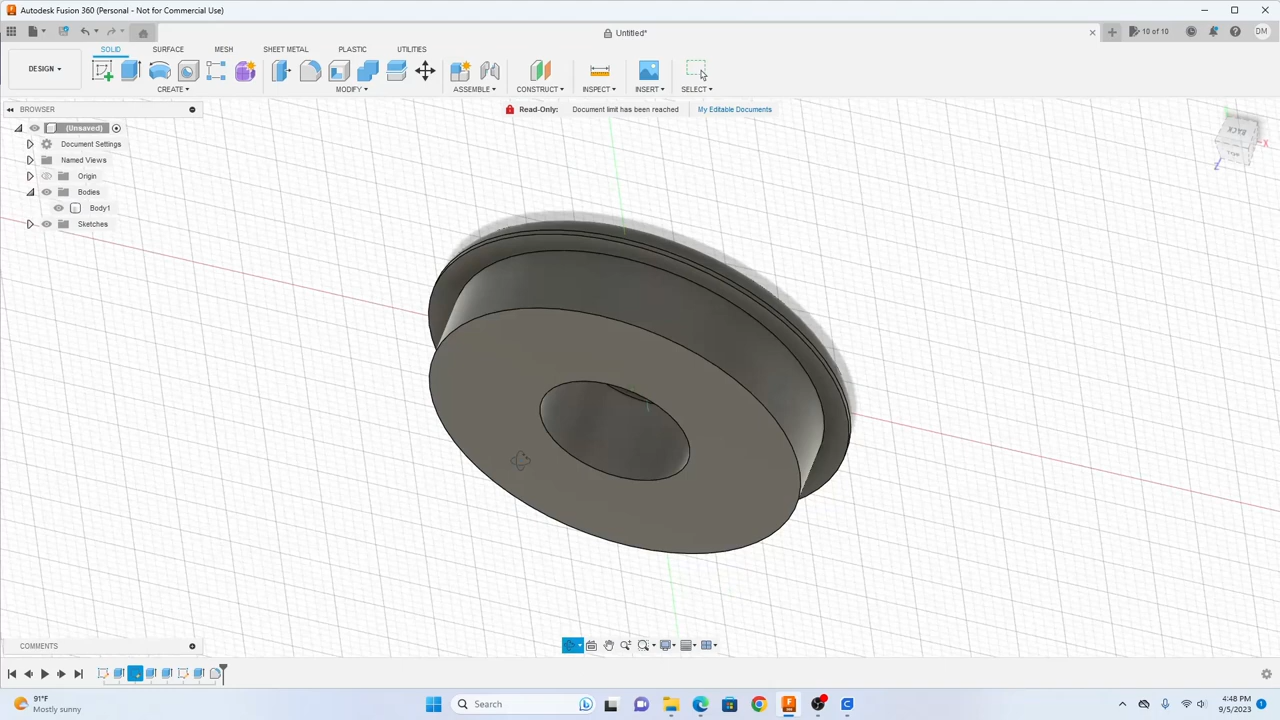 Autodesk Fusion 360 (Personal - Not for Commercial Use)
Untitled*
10 of 10
DM
DESIGN
SOLID
SURFACE
MESH
SHEET METAL
PLASTIC
UTILITIES
CREATE
MODIFY
ASSEMBLE
CONSTRUCT
INSPECT
INSERT
SELECT
BROWSER
Read-Only:
Document limit has been reached
My Editable Documents
(Unsaved)
Document Settings
Named Views
Origin
Bodies
Body1
Sketches
BACK
X
Z
COMMENTS
91°F
Mostly sunny
Search
4:48 PM
9/5/2023